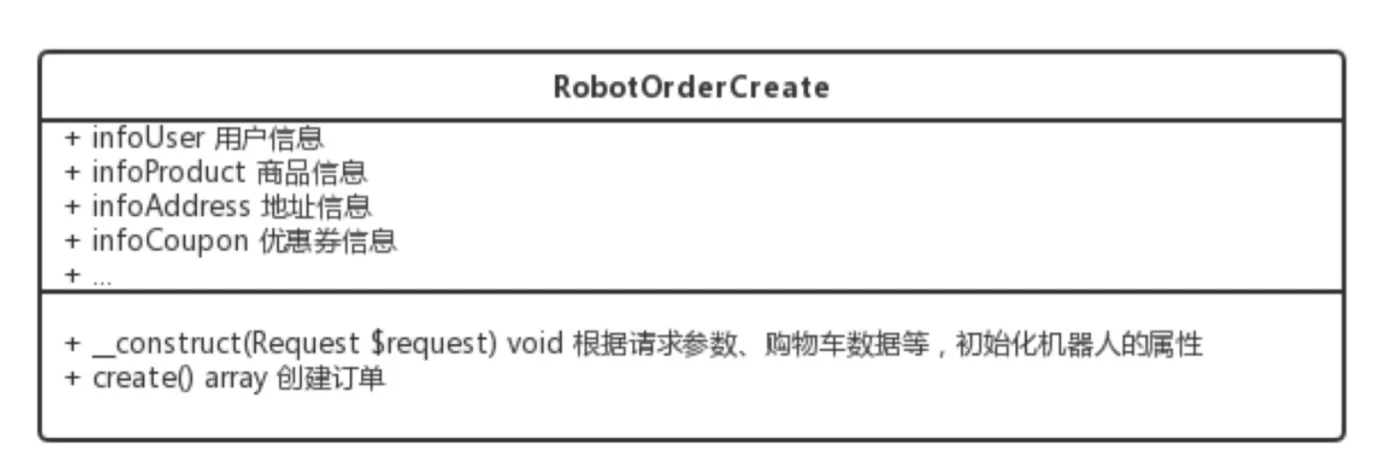 RobotOrderCreate
+ infoUser 用户信息
+ infoProduct 商品信息
+ infoAddress 地址信息
+ infoCoupon 优惠券信息
+ ...
+ __construct(Request $request) void 根据请求参数、购物车数据等，初始化机器人的属性
+ create() array 创建订单